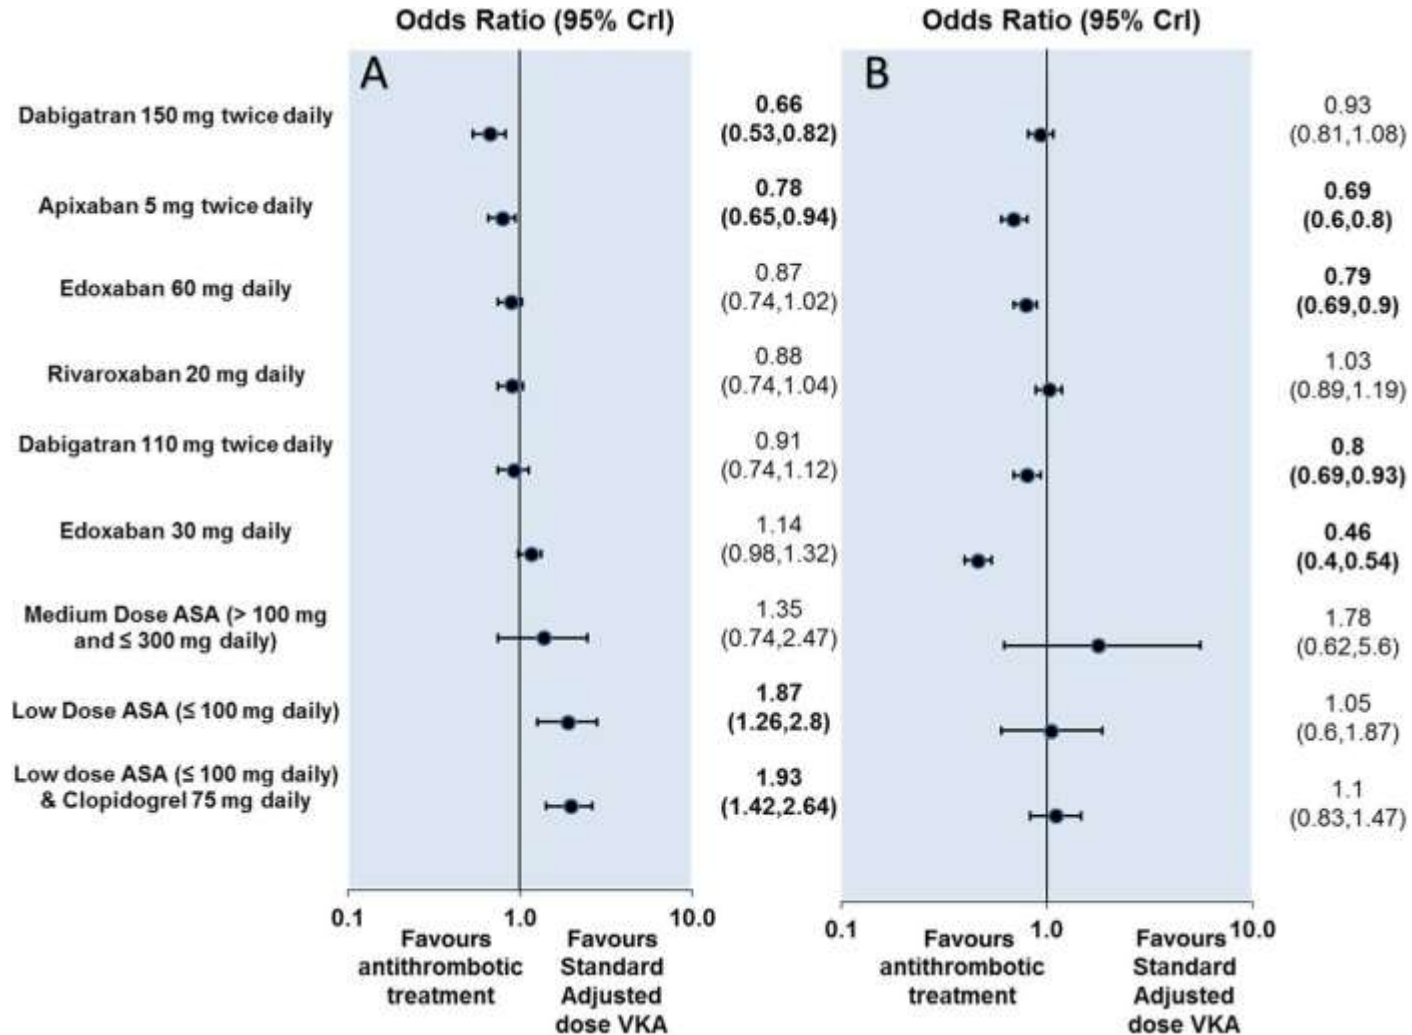 Odds Ratio (95% CrI)
Odds Ratio (95% CrI)
A
B
Dabigatran 150 mg twice daily
0.66
(0.53,0.82)
0.93
(0.81,1.08)
Apixaban 5 mg twice daily
0.78
(0.65,0.94)
0.69
(0.6,0.8)
Edoxaban 60 mg daily
0.87
(0.74,1.02)
0.79
(0.69,0.9)
Rivaroxaban 20 mg daily
0.88
(0.74,1.04)
1.03
(0.89,1.19)
Dabigatran 110 mg twice daily
0.91
(0.74,1.12)
0.8
(0.69,0.93)
Edoxaban 30 mg daily
1.14
(0.98,1.32)
0.46
(0.4,0.54)
Medium Dose ASA (> 100 mg
and ≤ 300 mg daily)
1.35
(0.74,2.47)
1.78
(0.62,5.6)
Low Dose ASA (≤ 100 mg daily)
1.87
(1.26,2.8)
1.05
(0.6,1.87)
Low dose ASA (≤ 100 mg daily)
& Clopidogrel 75 mg daily
1.93
(1.42,2.64)
1.1
(0.83,1.47)
0.1
1.0
10.0
Favours
antithrombotic
treatment
Favours
Standard
Adjusted
dose VKA
0.1
1.0
10.0
Favours
antithrombotic
treatment
Favours
Standard
Adjusted
dose VKA